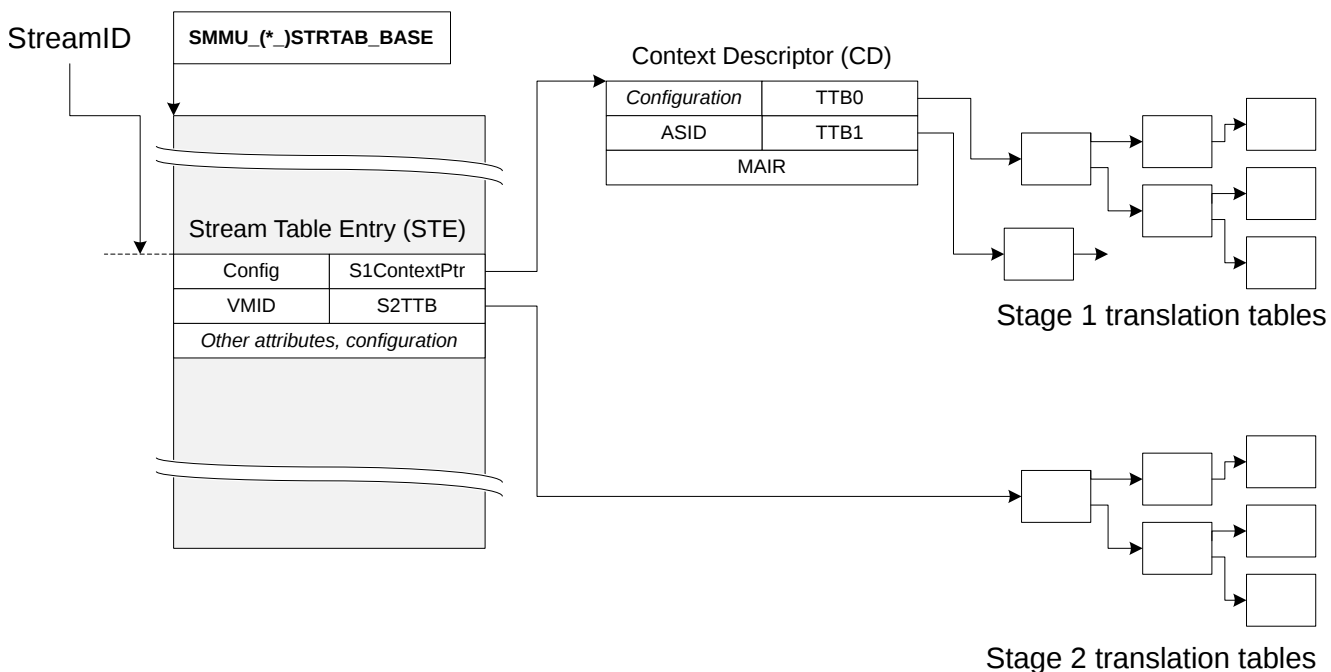 StreamID
SMMU_(*_)STRTAB_BASE
Context Descriptor (CD)
Configuration TTB0
ASID TTB1
MAIR
Stream Table Entry (STE)
Config S1ContextPtr
VMID S2TTB
Other attributes, configuration
Stage 1 translation tables
Stage 2 translation tables